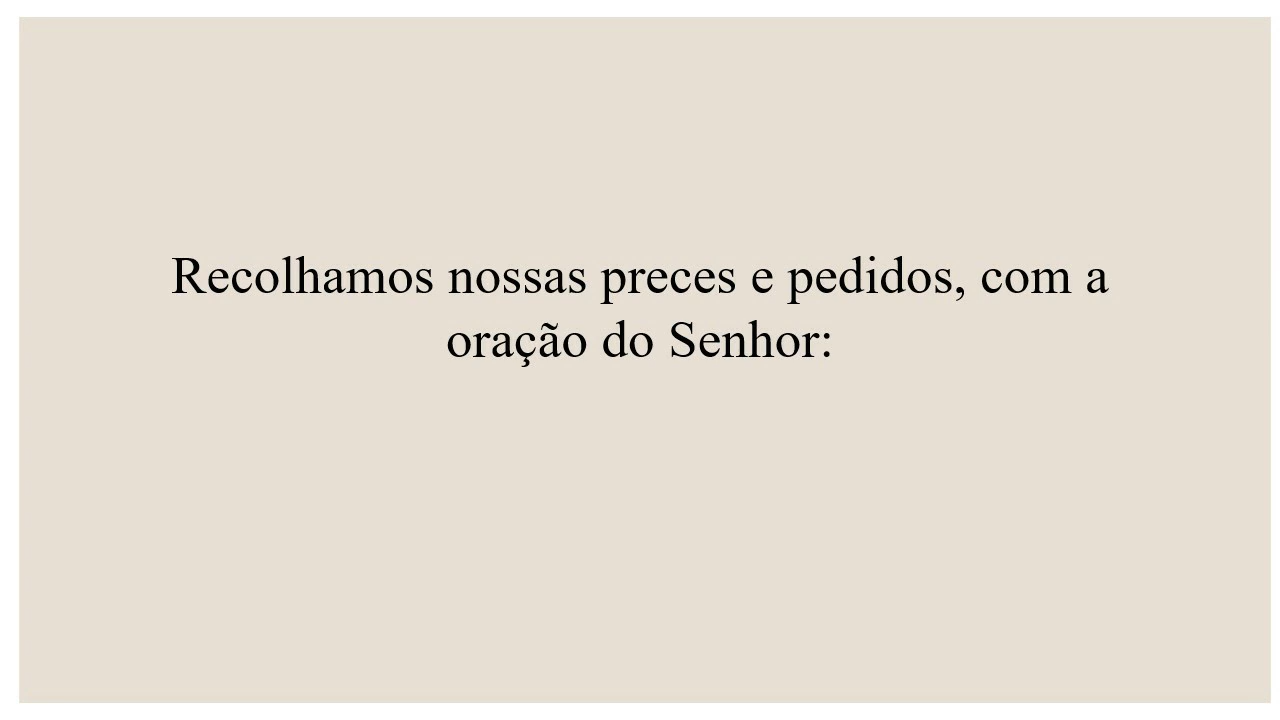 Recolhamos nossas preces e pedidos, com a
oração do Senhor: